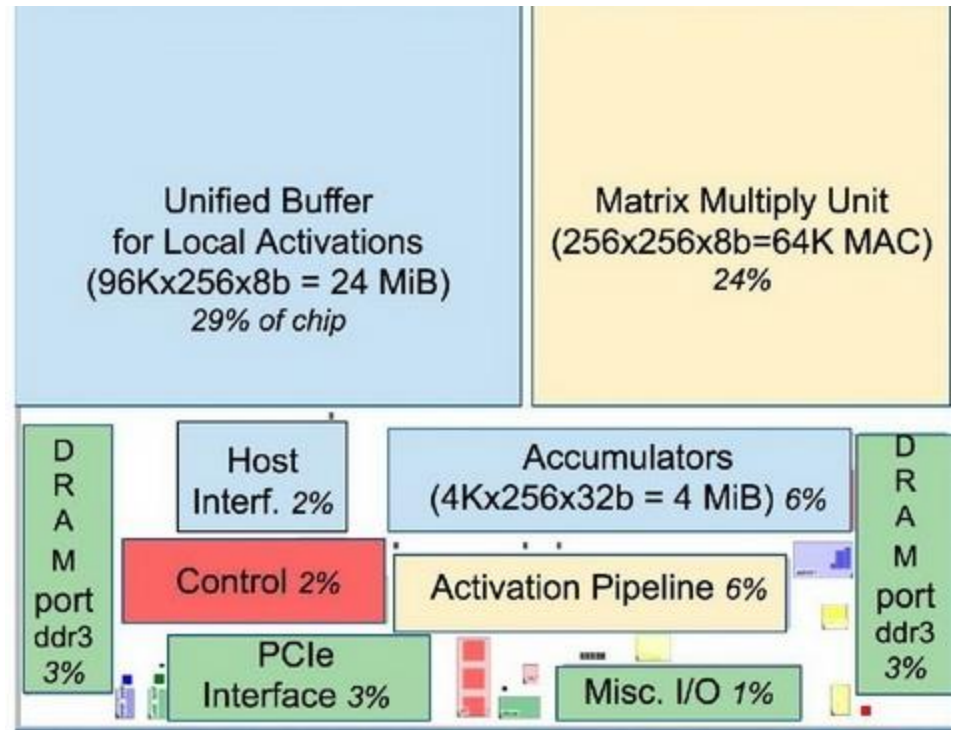 Unified Buffer
for Local Activations
(96Kx256x8b = 24 MiB)
29% of chip
Matrix Multiply Unit
(256x256x8b=64K MAC)
24%
D
R
A
M
port
ddr3
3%
Host
Interf. 2%
Accumulators
(4Kx256x32b = 4 MiB) 6%
D
R
A
M
port
ddr3
3%
Control 2%
Activation Pipeline 6%
PCIe
Interface 3%
Misc. I/O 1%